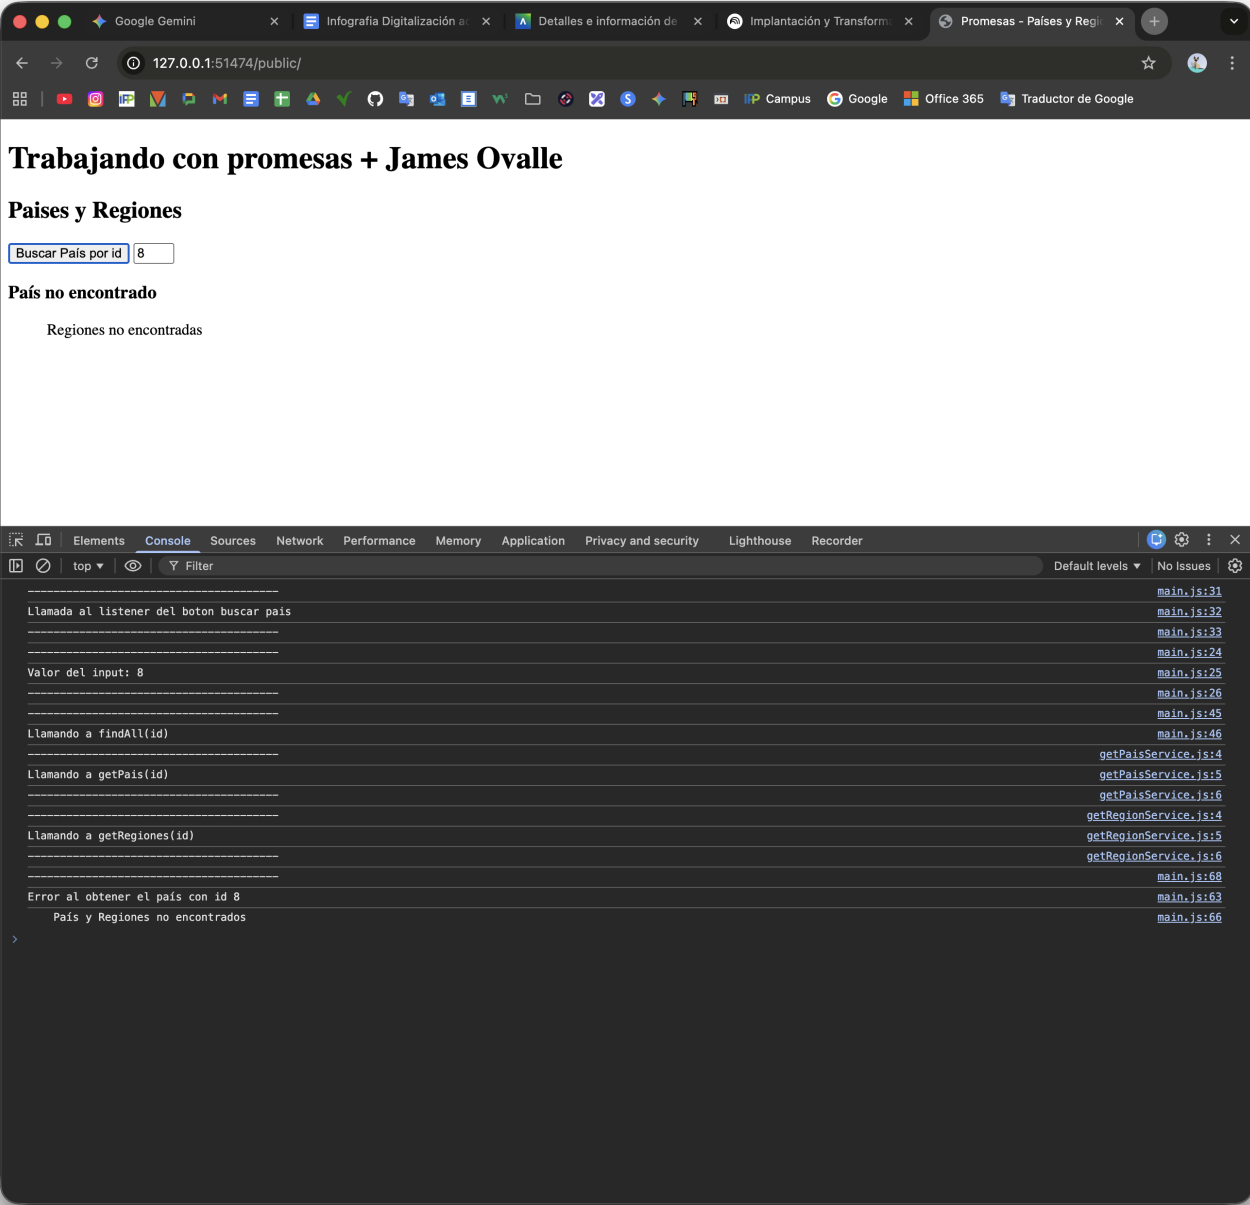 Google Gemini
Infografia Digitalización ac
Detalles e información de
Implantación y Transforma
Promesas - Países y Regio
127.0.0.1:51474/public/
Campus
Google
Office 365
Traductor de Google
Trabajando con promesas + James Ovalle
Paises y Regiones
Buscar País por id 8
País no encontrado
Regiones no encontradas
Elements Console Sources Network Performance Memory Application Privacy and security Lighthouse Recorder
top Filter Default levels No Issues
--------------------------------------- main.js:31
Llamada al listener del boton buscar pais main.js:32
--------------------------------------- main.js:33
--------------------------------------- main.js:24
Valor del input: 8 main.js:25
--------------------------------------- main.js:26
--------------------------------------- main.js:45
Llamando a findAll(id) main.js:46
--------------------------------------- getPaisService.js:4
Llamando a getPais(id) getPaisService.js:5
--------------------------------------- getPaisService.js:6
--------------------------------------- getRegionService.js:4
Llamando a getRegiones(id) getRegionService.js:5
--------------------------------------- getRegionService.js:6
--------------------------------------- main.js:68
Error al obtener el país con id 8 main.js:63
País y Regiones no encontrados main.js:66